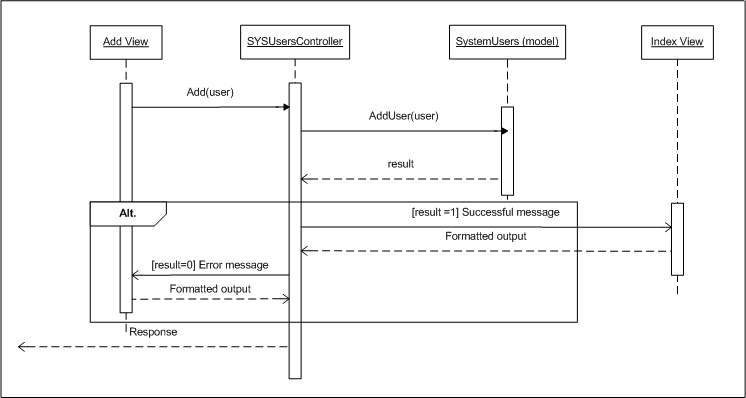 Add View
SYSUsersController
SystemUsers (model)
Index View
Add(user)
AddUser(user)
result
Alt.
[result =1] Successful message
Formatted output
[result=0] Error message
Formatted output
Response